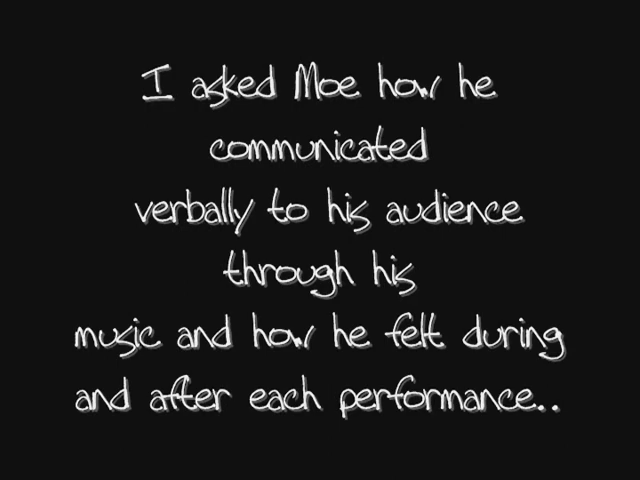 I asked Moe how he
communicated
verbally to his audience
through his
music and how he felt during
and after each performance..